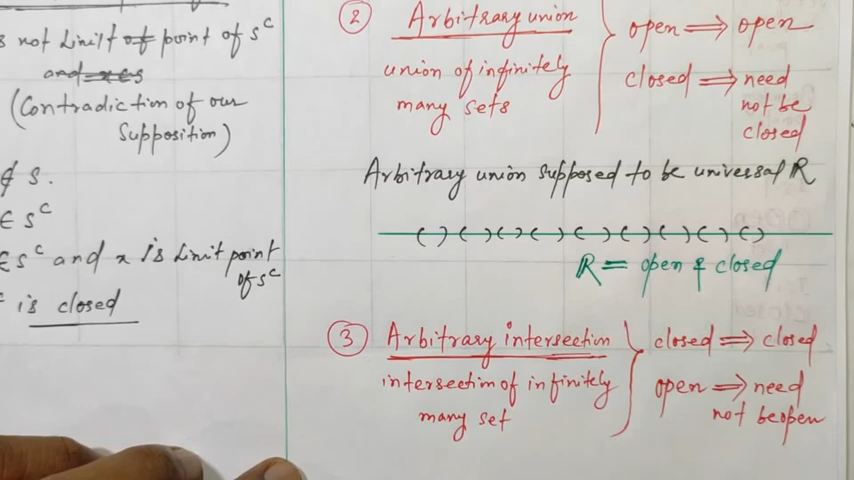 s not Limit of point of S^c
and
(Contradiction of our
Supposition)
∉ S.
∈ S^c
∈ S^c and x is Limit point
of S^c
is closed
② Arbitrary union
union of infinitely
many sets
open ⟹ open
closed ⟹ need
not be
closed
Arbitrary union supposed to be universal R
( ) ( ) ( ) ( ) ( ) ( ) ( ) ( ) ( )
ℝ = open & closed
③ Arbitrary intersection
intersection of infinitely
many set
closed ⟹ closed
open ⟹ need
not be open